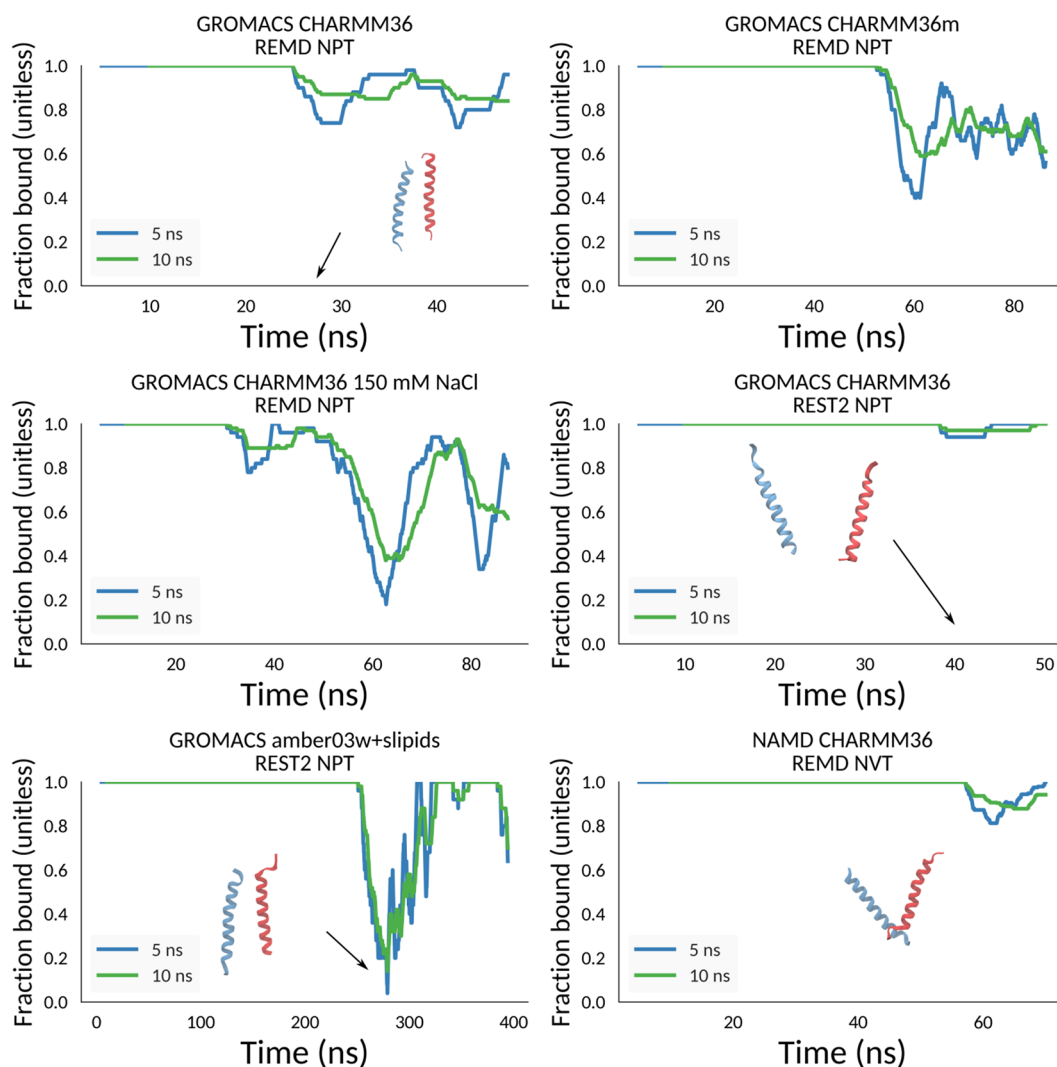 GROMACS CHARMM36
REMD NPT
Fraction bound (unitless)
1.0
0.8
0.6
0.4
0.2
0.0
5 ns
10 ns
10
20
30
40
Time (ns)
GROMACS CHARMM36m
REMD NPT
Fraction bound (unitless)
1.0
0.8
0.6
0.4
0.2
0.0
5 ns
10 ns
20
40
60
80
Time (ns)
GROMACS CHARMM36 150 mM NaCl
REMD NPT
Fraction bound (unitless)
1.0
0.8
0.6
0.4
0.2
0.0
5 ns
10 ns
20
40
60
80
Time (ns)
GROMACS CHARMM36
REST2 NPT
Fraction bound (unitless)
1.0
0.8
0.6
0.4
0.2
0.0
5 ns
10 ns
10
20
30
40
50
Time (ns)
GROMACS amber03w+slipids
REST2 NPT
Fraction bound (unitless)
1.0
0.8
0.6
0.4
0.2
0.0
5 ns
10 ns
0
100
200
300
400
Time (ns)
NAMD CHARMM36
REMD NVT
Fraction bound (unitless)
1.0
0.8
0.6
0.4
0.2
0.0
5 ns
10 ns
20
40
60
Time (ns)